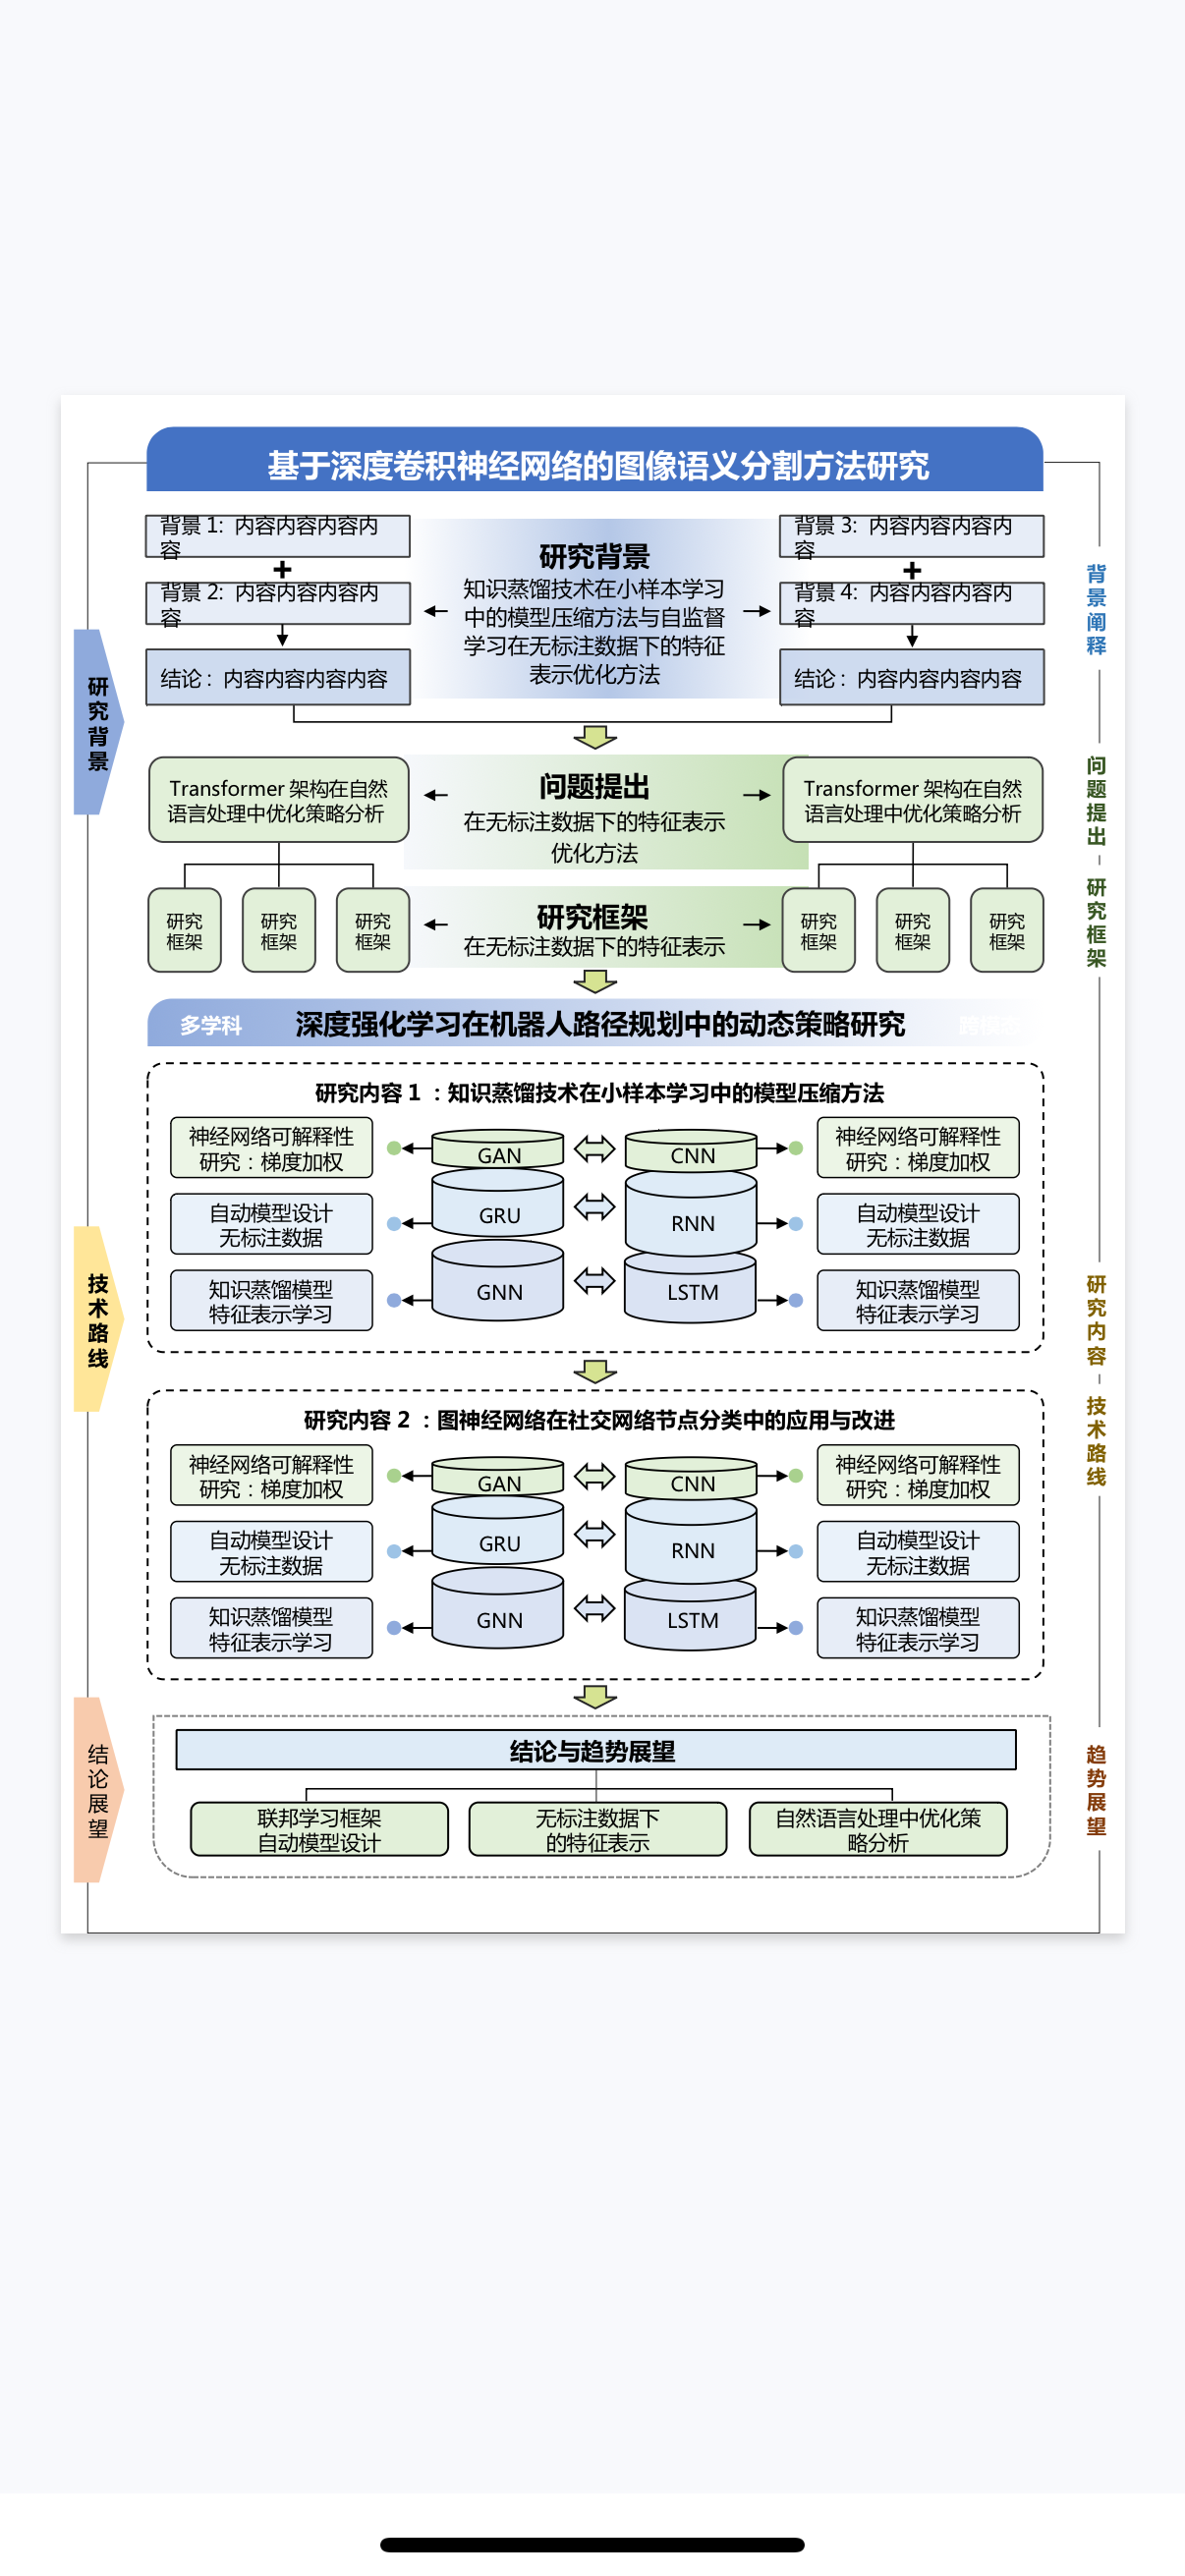 基于深度卷积神经网络的图像语义分割方法研究
背景 1: 内容内容内容内
容
背景 2: 内容内容内容内
容
结论：内容内容内容内容
研究背景
知识蒸馏技术在小样本学习
中的模型压缩方法与自监督
学习在无标注数据下的特征
表示优化方法
背景 3: 内容内容内容内
容
背景 4: 内容内容内容内
容
结论：内容内容内容内容
研究背景
背景阐释
Transformer 架构在自然
语言处理中优化策略分析
问题提出
在无标注数据下的特征表示
优化方法
Transformer 架构在自然
语言处理中优化策略分析
问题提出
研究
框架
研究
框架
研究
框架
研究框架
在无标注数据下的特征表示
研究
框架
研究
框架
研究
框架
研究框架
多学科
深度强化学习在机器人路径规划中的动态策略研究
研究内容 1 ：知识蒸馏技术在小样本学习中的模型压缩方法
神经网络可解释性
研究：梯度加权
自动模型设计
无标注数据
知识蒸馏模型
特征表示学习
GAN
GRU
GNN
CNN
RNN
LSTM
神经网络可解释性
研究：梯度加权
自动模型设计
无标注数据
知识蒸馏模型
特征表示学习
技术路线
研究内容
技术路线
研究内容 2 ：图神经网络在社交网络节点分类中的应用与改进
神经网络可解释性
研究：梯度加权
自动模型设计
无标注数据
知识蒸馏模型
特征表示学习
GAN
GRU
GNN
CNN
RNN
LSTM
神经网络可解释性
研究：梯度加权
自动模型设计
无标注数据
知识蒸馏模型
特征表示学习
结论展望
结论与趋势展望
联邦学习框架
自动模型设计
无标注数据下
的特征表示
自然语言处理中优化策
略分析
趋势展望